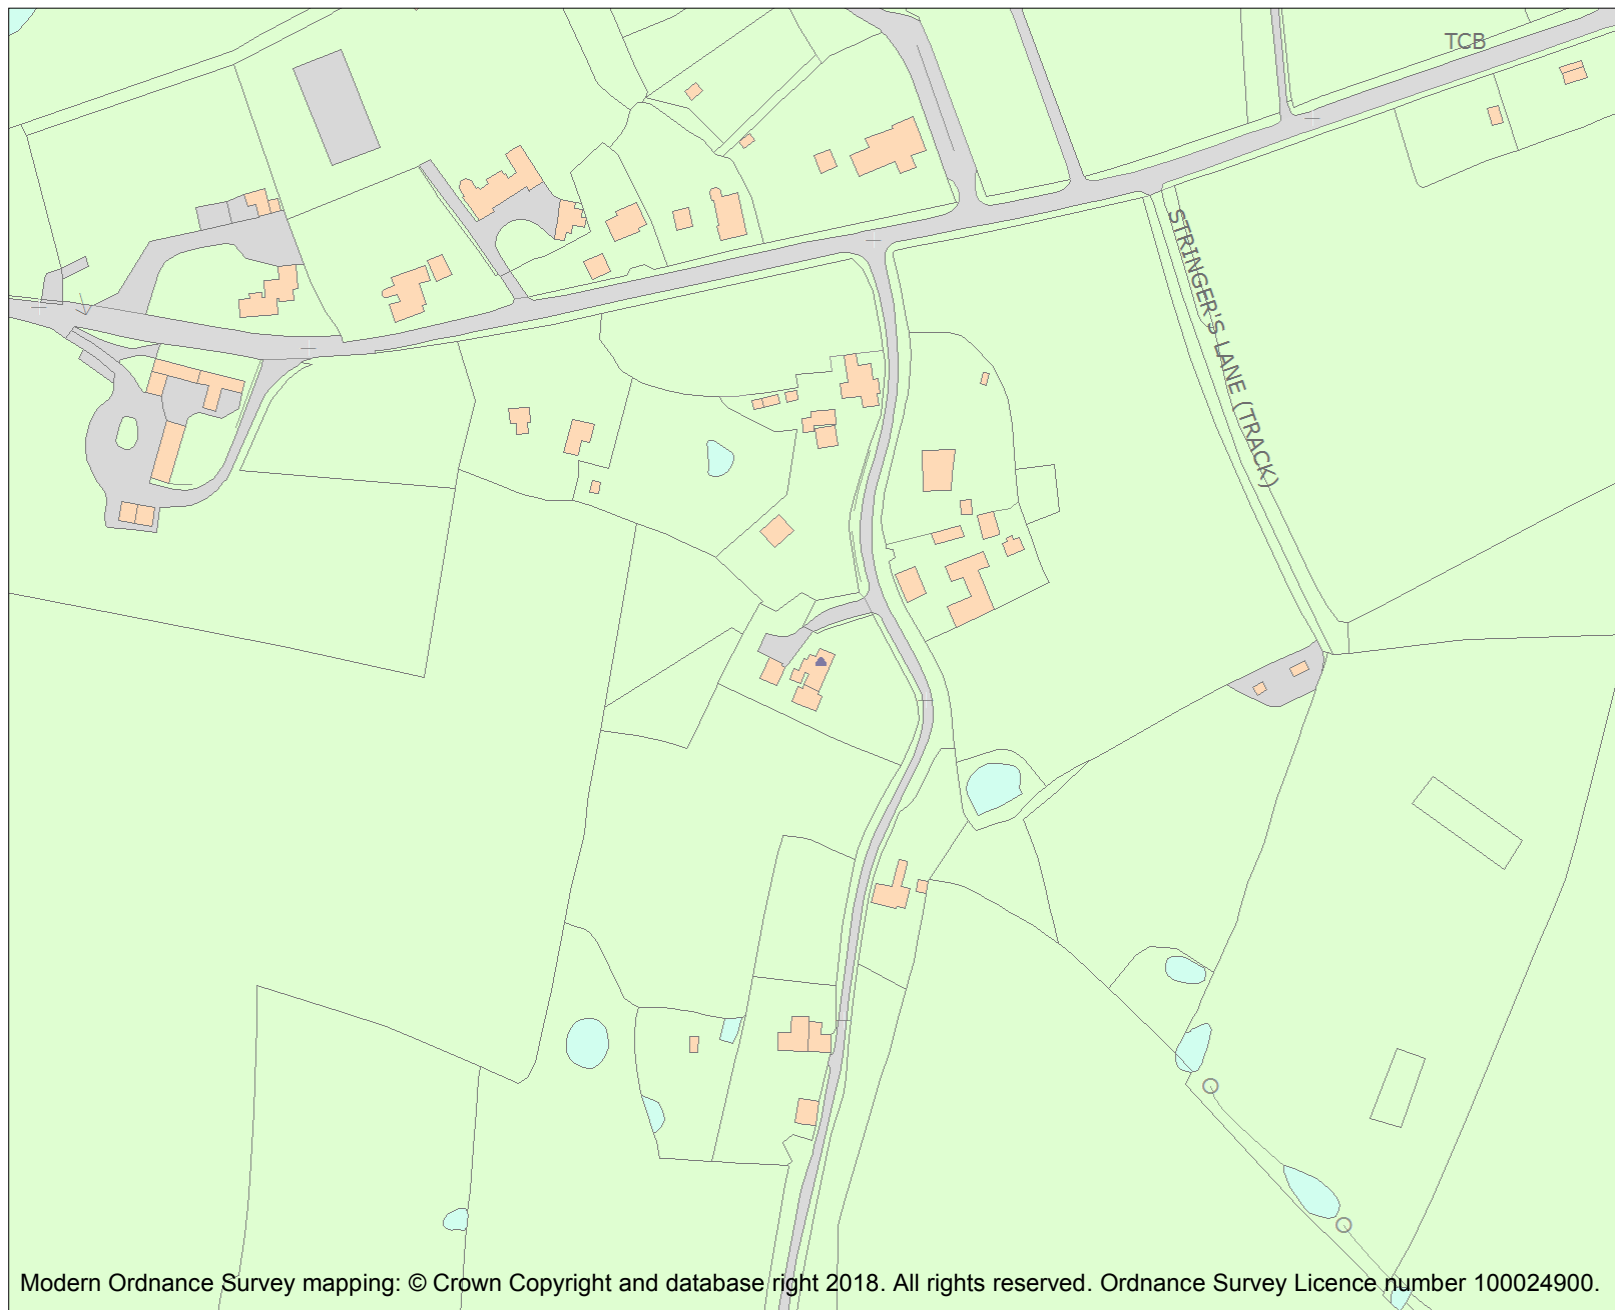 TCB
STRINGER'S LANE (TRACK)
Modern Ordnance Survey mapping: © Crown Copyright and database right 2018. All rights reserved. Ordnance Survey Licence number 100024900.